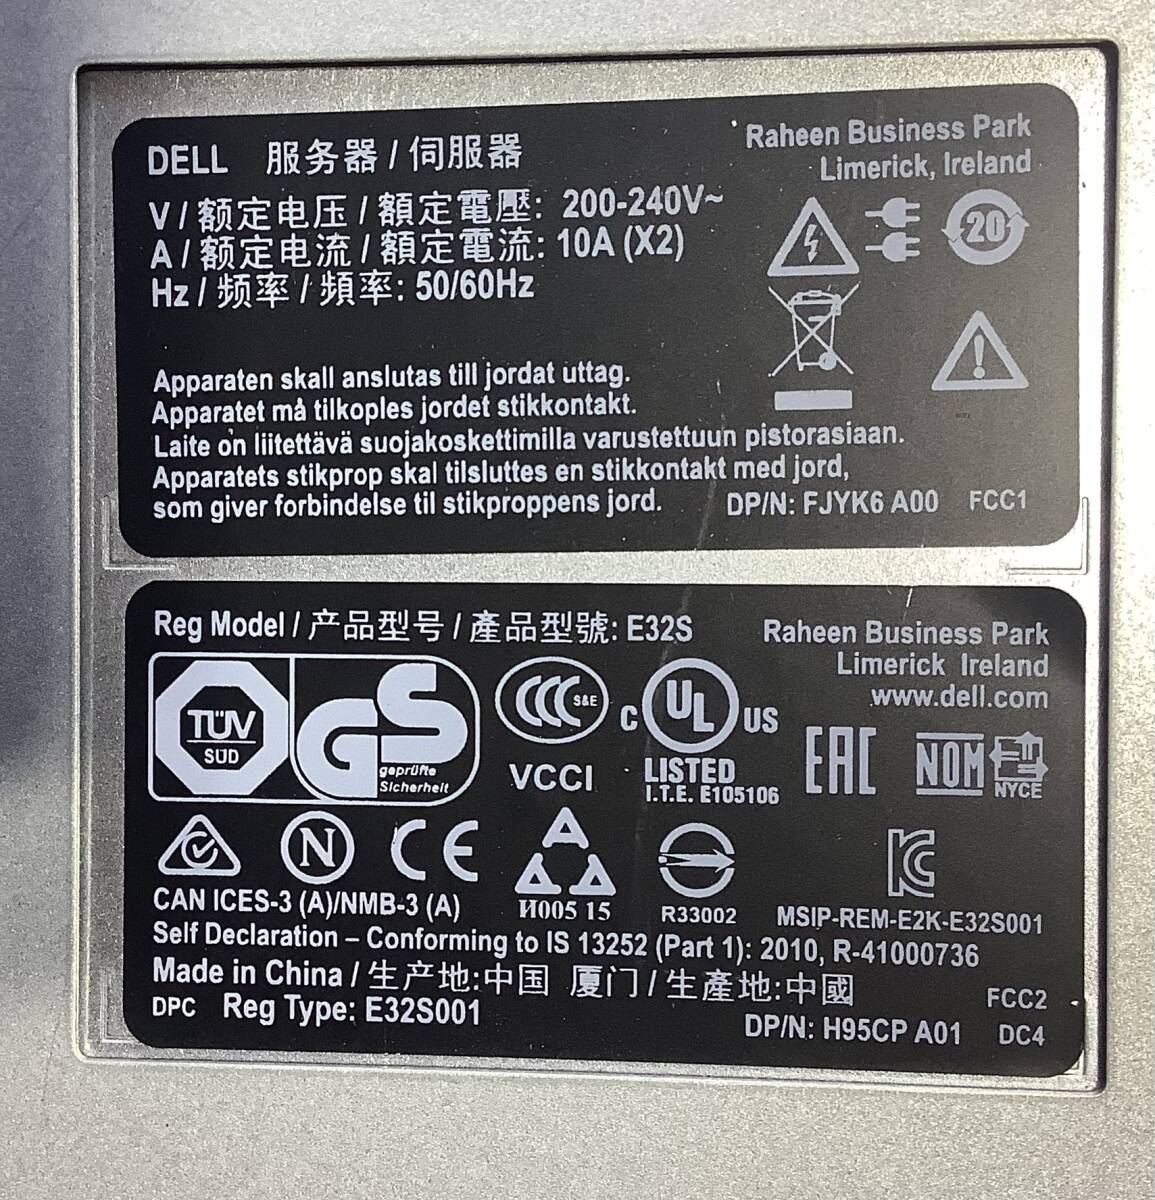 DELL 服务器 / 伺服器
Raheen Business Park
Limerick, Ireland
V / 额定电压 / 額定電壓: 200-240V~
A / 额定电流 / 額定電流: 10A (X2)
Hz / 频率 / 頻率: 50/60Hz
20
Apparaten skall anslutas till jordat uttag.
Apparatet må tilkoples jordet stikkontakt.
Laite on liitettävä suojakoskettimilla varustettuun pistorasiaan.
Apparatets stikprop skal tilsluttes en stikkontakt med jord,
som giver forbindelse til stikproppens jord.
DP/N: FJYK6 A00 FCC1
Reg Model / 产品型号 / 產品型號: E32S
Raheen Business Park
Limerick Ireland
www.dell.com
TÜV
SÜD
GS
geprüfte
Sicherheit
CCC S&E
VCCI
C UL US
LISTED
I.T.E. E105106
EAC
NOM
NYCE
N
CE
И005 15
R33002
KC
MSIP-REM-E2K-E32S001
CAN ICES-3 (A)/NMB-3 (A)
Self Declaration – Conforming to IS 13252 (Part 1): 2010, R-41000736
Made in China / 生产地:中国 厦门 / 生產地:中國
FCC2
DPC Reg Type: E32S001
DP/N: H95CP A01 DC4